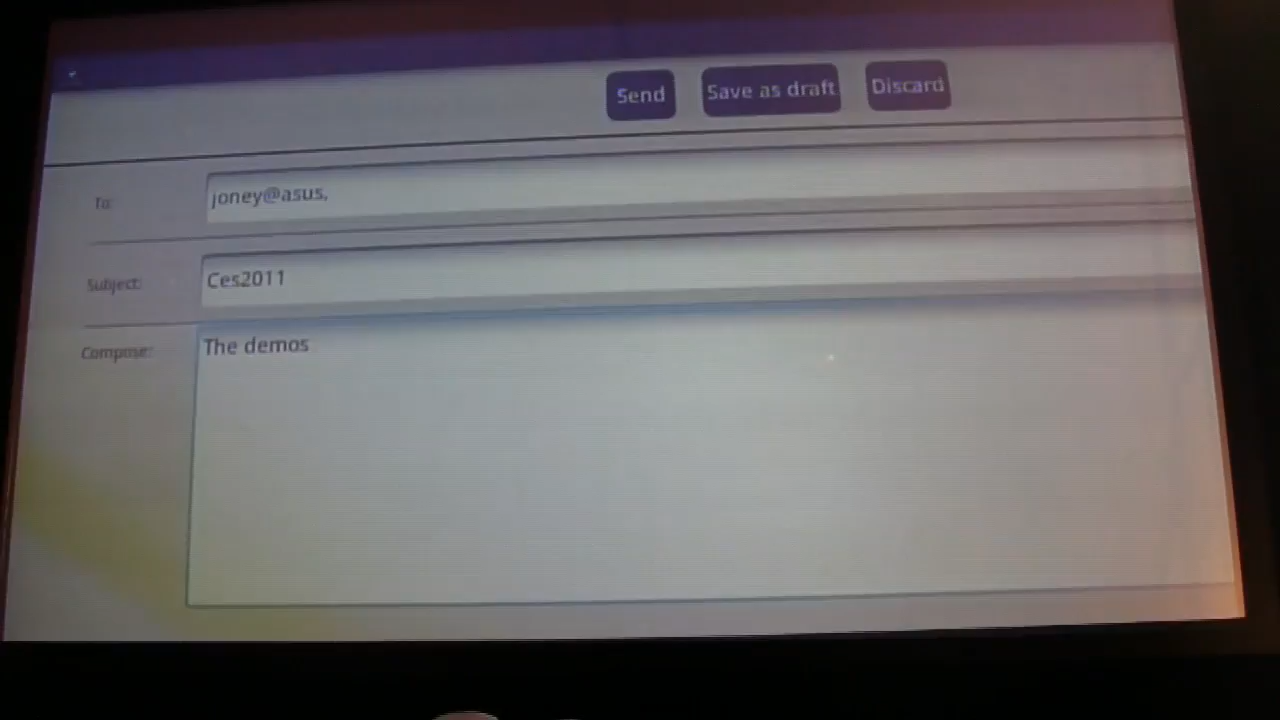 Send Save as draft Discard
To: joney@asus,
Subject: Ces2011
Compose: The demos